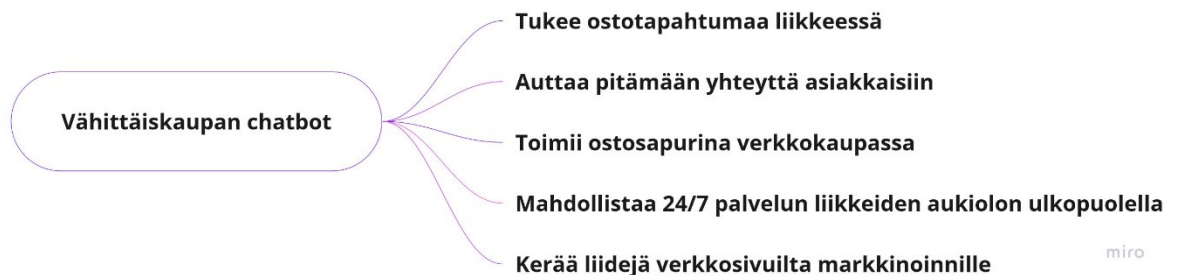 Tukee ostotapahtumaa liikkeessä
Auttaa pitämään yhteyttä asiakkaisiin
Vähittäiskaupan chatbot
Toimii ostosapurina verkkokaupassa
Mahdollistaa 24/7 palvelun liikkeiden aukiolon ulkopuolella
Kerää liidejä verkkosivuilta markkinoinnille
miro